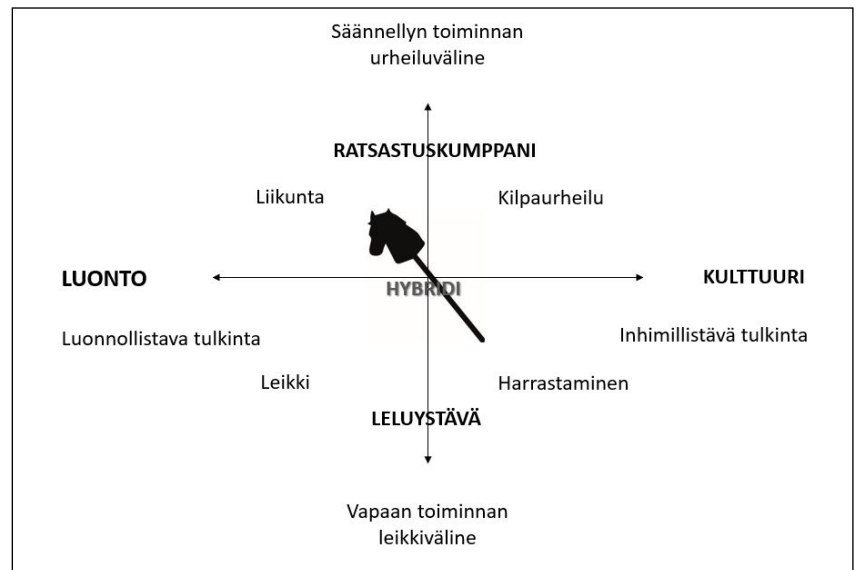 Säännellyn toiminnan
urheiluväline
RATSASTUSKUMPPANI
Liikunta
Kilpaurheilu
LUONTO
HYBRIDI
KULTTUURI
Luonnollistava tulkinta
Inhimillistävä tulkinta
Leikki
Harrastaminen
LELUYSTÄVÄ
Vapaan toiminnan
leikkiväline